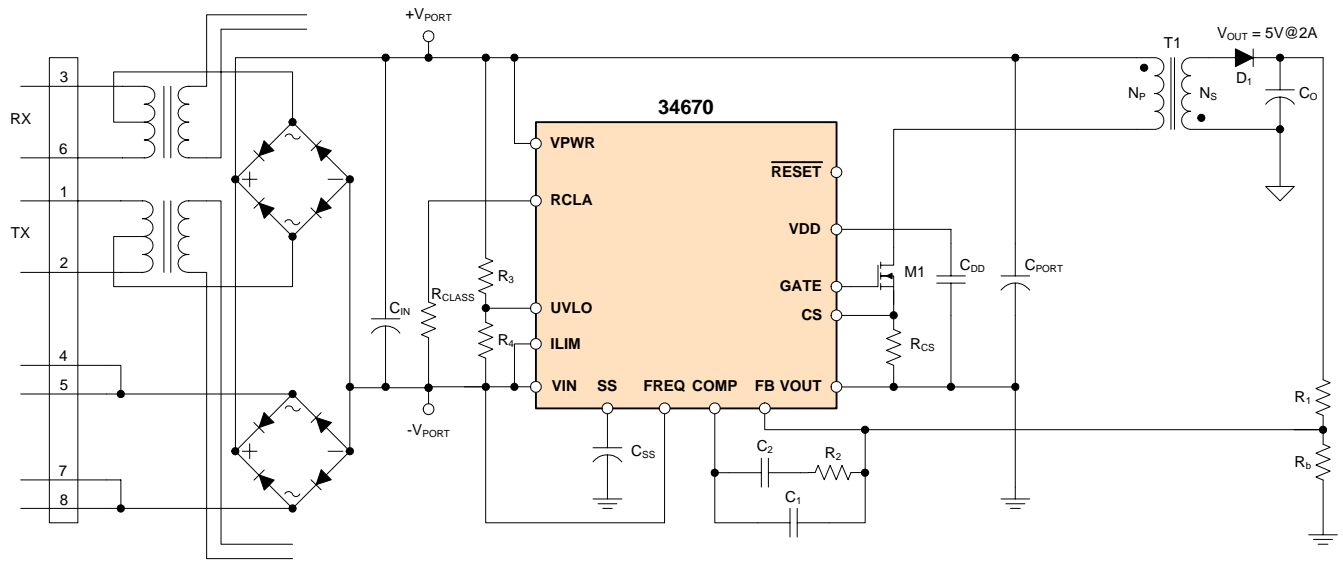 +VPORT
VOUT = 5V@2A
T1
D1
CO
NP
NS
3
RX
6
1
TX
2
4
5
7
8
+
~
~
+
~
~
34670
VPWR
RCLA
UVLO
ILIM
VIN
SS
FREQ
COMP
FB
VOUT
RESET
VDD
GATE
CS
CIN
RCLASS
R3
R4
-VPORT
M1
CDD
CPORT
RCS
CSS
C2
R2
C1
R1
Rb